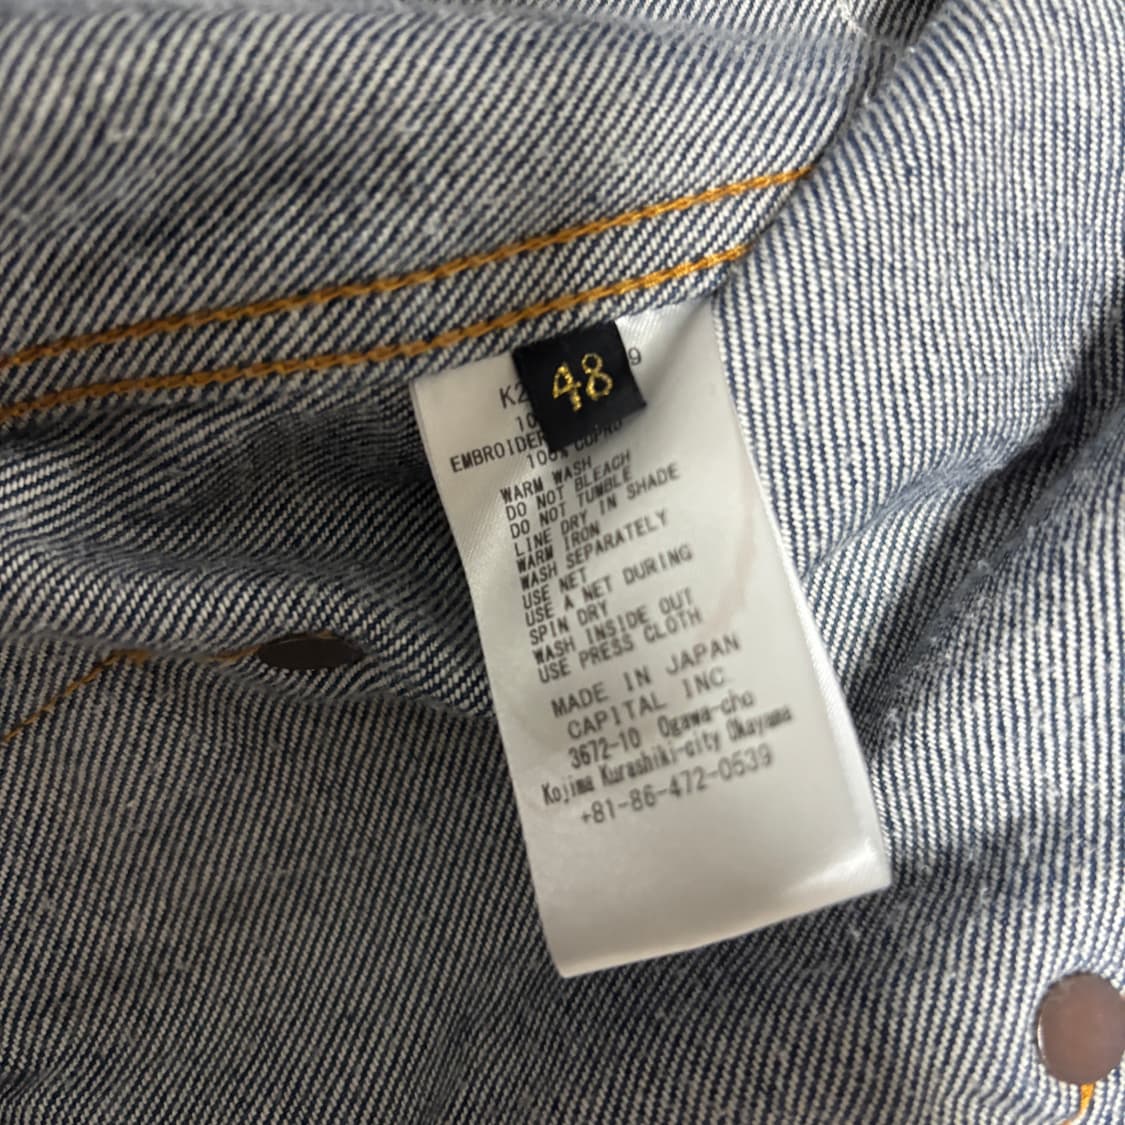 48
9
K2
10
EMBROIDER
100% CUPRO
WARM WASH
DO NOT BLEACH
DO NOT TUMBLE
LINE DRY IN SHADE
WARM IRON
WASH SEPARATELY
USE NET
USE A NET DURING
SPIN DRY
WASH INSIDE OUT
USE PRESS CLOTH
MADE IN JAPAN
CAPITAL INC.
3672-10 Ogawa-cho
Kojima Kurashiki-city Okayama
+81-86-472-0539